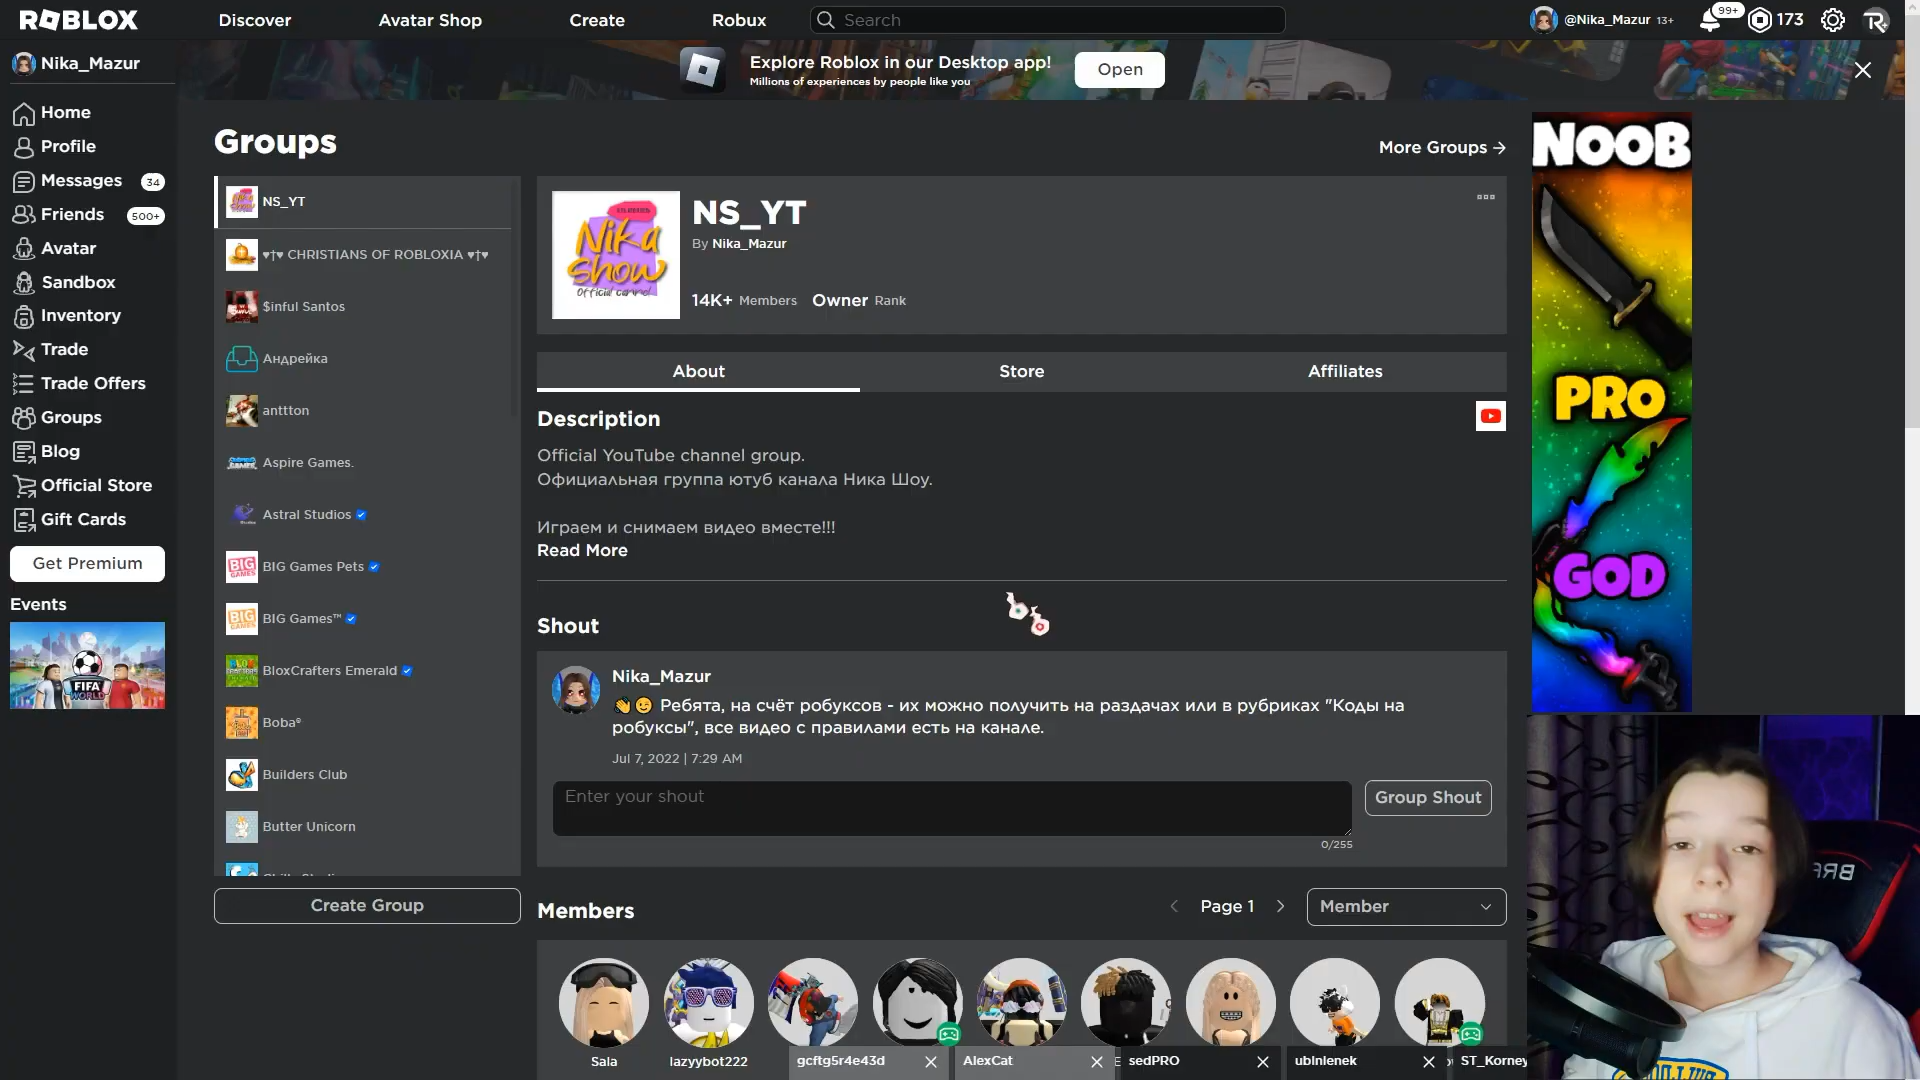 ROBLOX
Discover
Avatar Shop
Create
Robux
Search
@Nika_Mazur 13+
99+
173
Nika_Mazur
Explore Roblox in our Desktop app!
Millions of experiences by people like you
Open
Home
Profile
Messages 34
Friends 500+
Avatar
Sandbox
Inventory
Trade
Trade Offers
Groups
Blog
Official Store
Gift Cards
Get Premium
Events
FIFA
WORLD
Groups
More Groups →
NS_YT
♥†♥ CHRISTIANS OF ROBLOXIA ♥†♥
$inful Santos
Андрейка
anttton
Aspire Games.
Astral Studios
BIG Games Pets
BIG Games™
BloxCrafters Emerald
Boba®
Builders Club
Butter Unicorn
Create Group
Nika
show
NS_YT
By Nika_Mazur
14K+ Members Owner Rank
About
Store
Affiliates
Description
Official YouTube channel group.
Официальная группа ютуб канала Ника Шоу.
Играем и снимаем видео вместе!!!
Read More
Shout
Nika_Mazur
👋😉 Ребята, на счёт робуксов - их можно получить на раздачах или в рубриках "Коды на
робуксы", все видео с правилами есть на канале.
Jul 7, 2022 | 7:29 AM
Enter your shout
Group Shout
0/255
Members
Page 1
Member
Sala
lazyybot222
gcftg5r4e43d
AlexCat
sedPRO
ubinienek
ST_Korney
NOOB
PRO
GOD